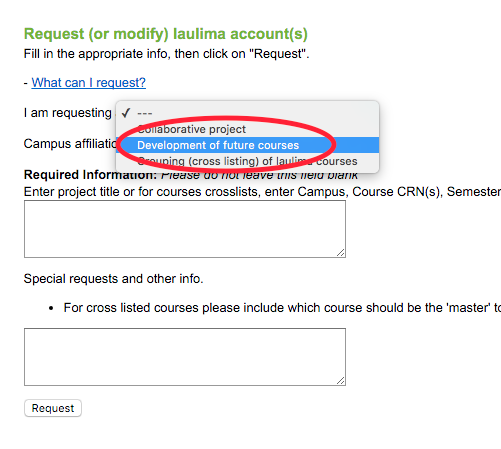 Request (or modify) laulima account(s)
Fill in the appropriate info, then click on "Request".
- What can I request?
I am requesting ✓ ---
Collaborative project
Campus affiliatio Development of future courses
Grouping (cross listing) of laulima courses
Required Information: Please do not leave this field blank
Enter project title or for courses crosslists, enter Campus, Course CRN(s), Semester
Special requests and other info.
• For cross listed courses please include which course should be the 'master' to
Request